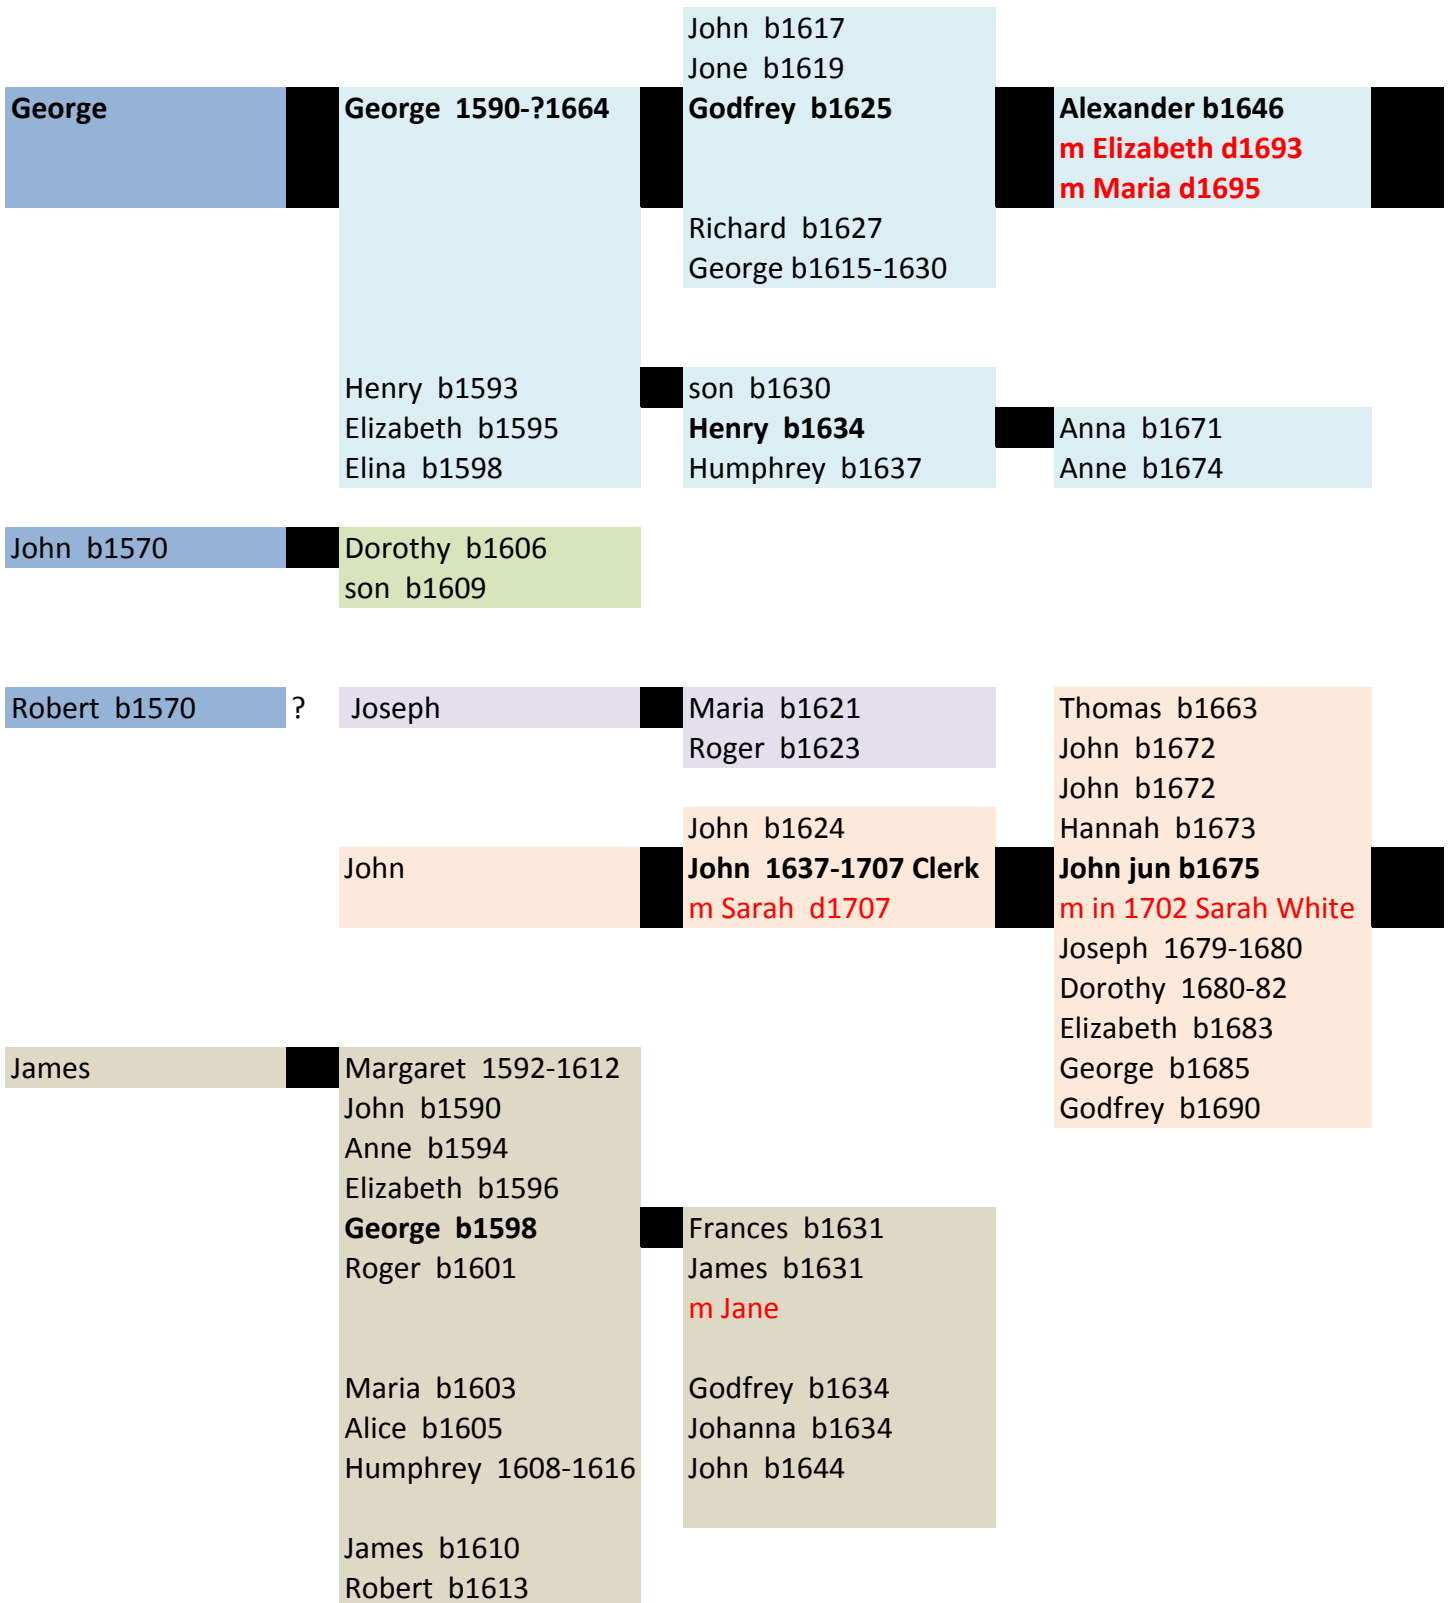 John b1617
Jone b1619
George
George 1590-?1664
Godfrey b1625
Alexander b1646
m Elizabeth d1693
m Maria d1695
Richard b1627
George b1615-1630
Henry b1593
son b1630
Elizabeth b1595
Henry b1634
Anna b1671
Elina b1598
Humphrey b1637
Anne b1674
John b1570
Dorothy b1606
son b1609
Robert b1570 ?
Joseph
Maria b1621
Thomas b1663
Roger b1623
John b1672
John b1672
John b1624
Hannah b1673
John
John 1637-1707 Clerk
John jun b1675
m Sarah d1707
m in 1702 Sarah White
Joseph 1679-1680
Dorothy 1680-82
Elizabeth b1683
James
Margaret 1592-1612
George b1685
John b1590
Godfrey b1690
Anne b1594
Elizabeth b1596
George b1598
Frances b1631
Roger b1601
James b1631
m Jane
Maria b1603
Godfrey b1634
Alice b1605
Johanna b1634
Humphrey 1608-1616
John b1644
James b1610
Robert b1613